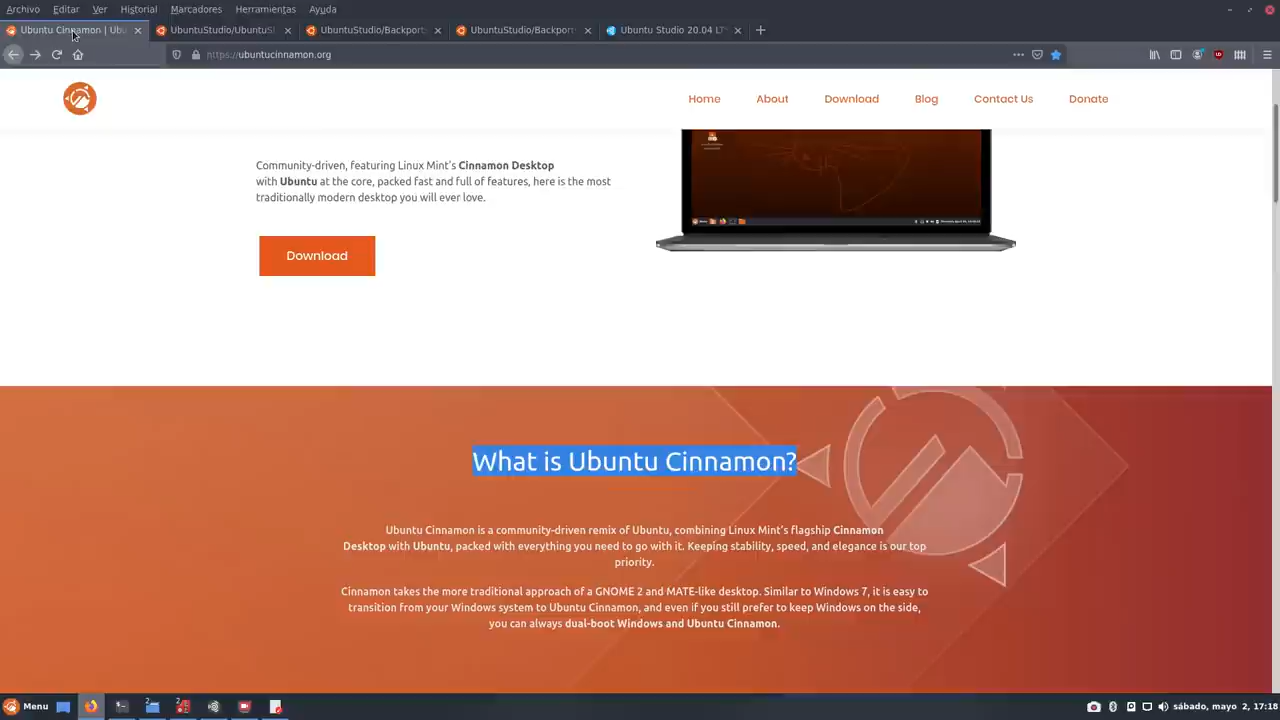 Archivo Editar Ver Historial Marcadores Herramientas Ayuda
Ubuntu Cinnamon | Ubu UbuntuStudio/UbuntuS UbuntuStudio/Backport UbuntuStudio/Backport Ubuntu Studio 20.04 LT
https://ubuntucinnamon.org
Home About Download Blog Contact Us Donate
Community-driven, featuring Linux Mint's Cinnamon Desktop
with Ubuntu at the core, packed fast and full of features, here is the most
traditionally modern desktop you will ever love.
Download
What is Ubuntu Cinnamon?
Ubuntu Cinnamon is a community-driven remix of Ubuntu, combining Linux Mint's flagship Cinnamon
Desktop with Ubuntu, packed with everything you need to go with it. Keeping stability, speed, and elegance is our top
priority.
Cinnamon takes the more traditional approach of a GNOME 2 and MATE-like desktop. Similar to Windows 7, it is easy to
transition from your Windows system to Ubuntu Cinnamon, and even if you still prefer to keep Windows on the side,
you can always dual-boot Windows and Ubuntu Cinnamon.
Menu 2 2 sábado, mayo 2, 17:18